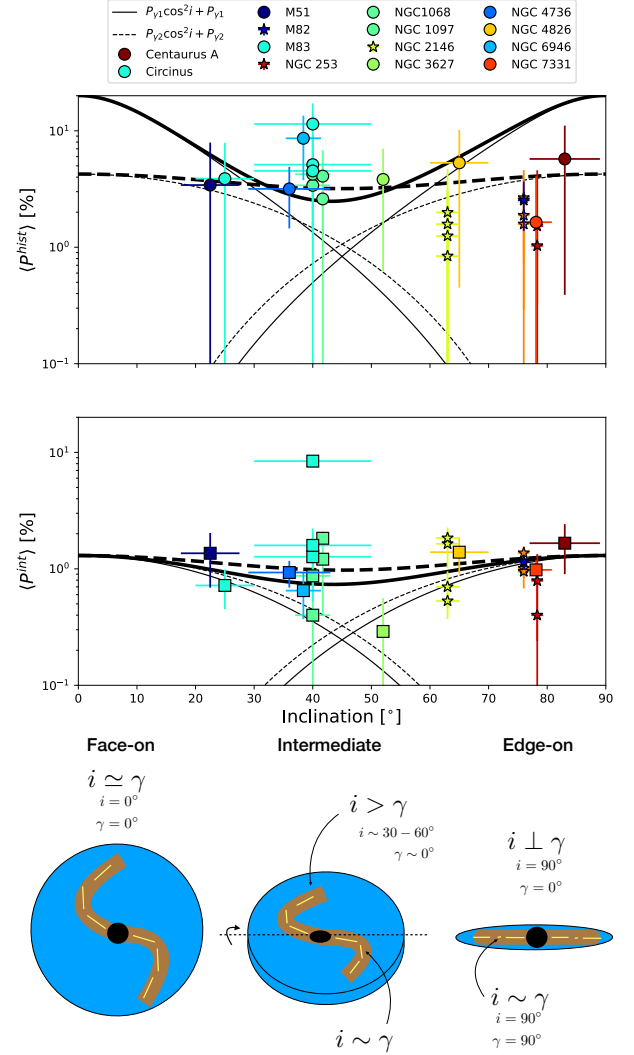 P_{γ1}cos²i + P_{γ1}
P_{γ2}cos²i + P_{γ2}
Centaurus A
Circinus
M51
M82
M83
NGC 253
NGC1068
NGC 1097
NGC 2146
NGC 3627
NGC 4736
NGC 4826
NGC 6946
NGC 7331
⟨P^{hist}⟩ [%]
10¹
10⁰
10⁻¹
⟨P^{int}⟩ [%]
10¹
10⁰
10⁻¹
0 10 20 30 40 50 60 70 80 90
Inclination [°]
Face-on Intermediate Edge-on
i ≃ γ
i = 0°
γ = 0°
i > γ
i ∼ 30 − 60°
γ ∼ 0°
i ∼ γ
i ⊥ γ
i = 90°
γ = 0°
i ∼ γ
i = 90°
γ = 90°